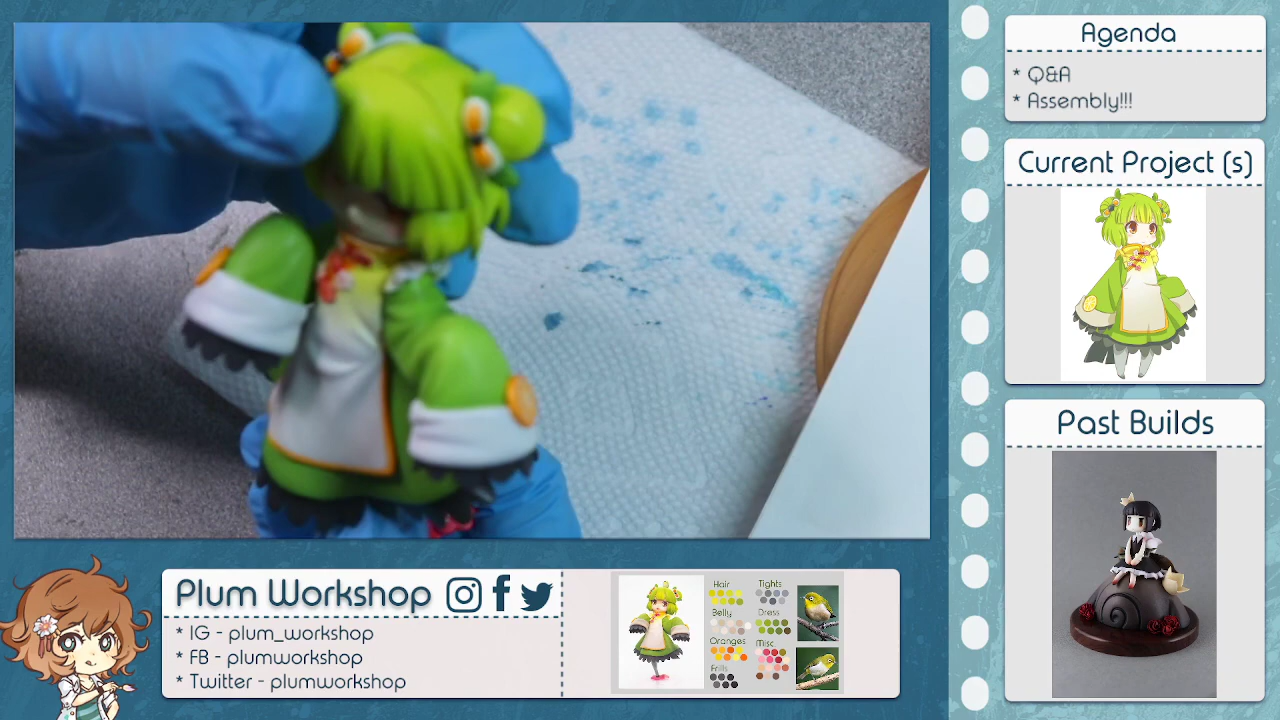 Agenda
* Q&A
* Assembly!!!
Current Project (s)
Past Builds
Plum Workshop
* IG - plum_workshop
* FB - plumworkshop
* Twitter - plumworkshop
Hair
Tights
Belly
Dress
Oranges
Misc.
Frills